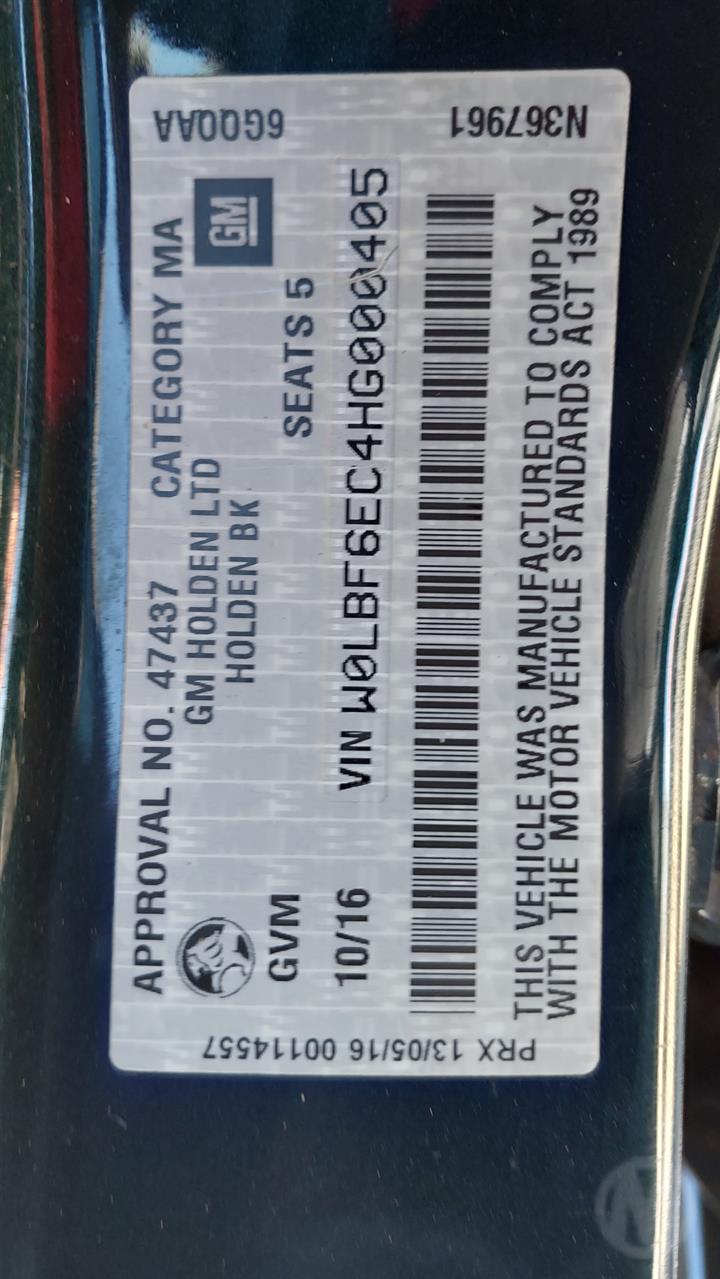 APPROVAL NO. 47437 CATEGORY MA
GM HOLDEN LTD
HOLDEN BK
GM
GVM SEATS 5
10/16 VIN W0LBF6EC4HG000405
THIS VEHICLE WAS MANUFACTURED TO COMPLY
WITH THE MOTOR VEHICLE STANDARDS ACT 1989
6GQQAA N367961
PRX 13/05/16 00114557